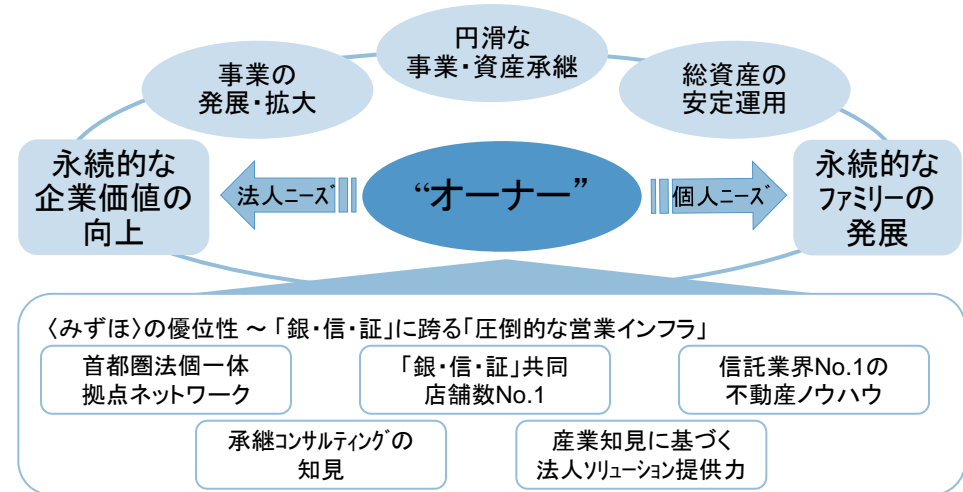 円滑な
事業・資産承継
事業の
発展・拡大
総資産の
安定運用
永続的な
企業価値の
向上
法人ニーズ
“オーナー”
個人ニーズ
永続的な
ファミリーの
発展
〈みずほ〉の優位性 ~ 「銀・信・証」に跨る「圧倒的な営業インフラ」
首都圏法個一体
拠点ネットワーク
「銀・信・証」共同
店舗数No.1
信託業界No.1の
不動産ノウハウ
承継コンサルティングの
知見
産業知見に基づく
法人ソリューション提供力